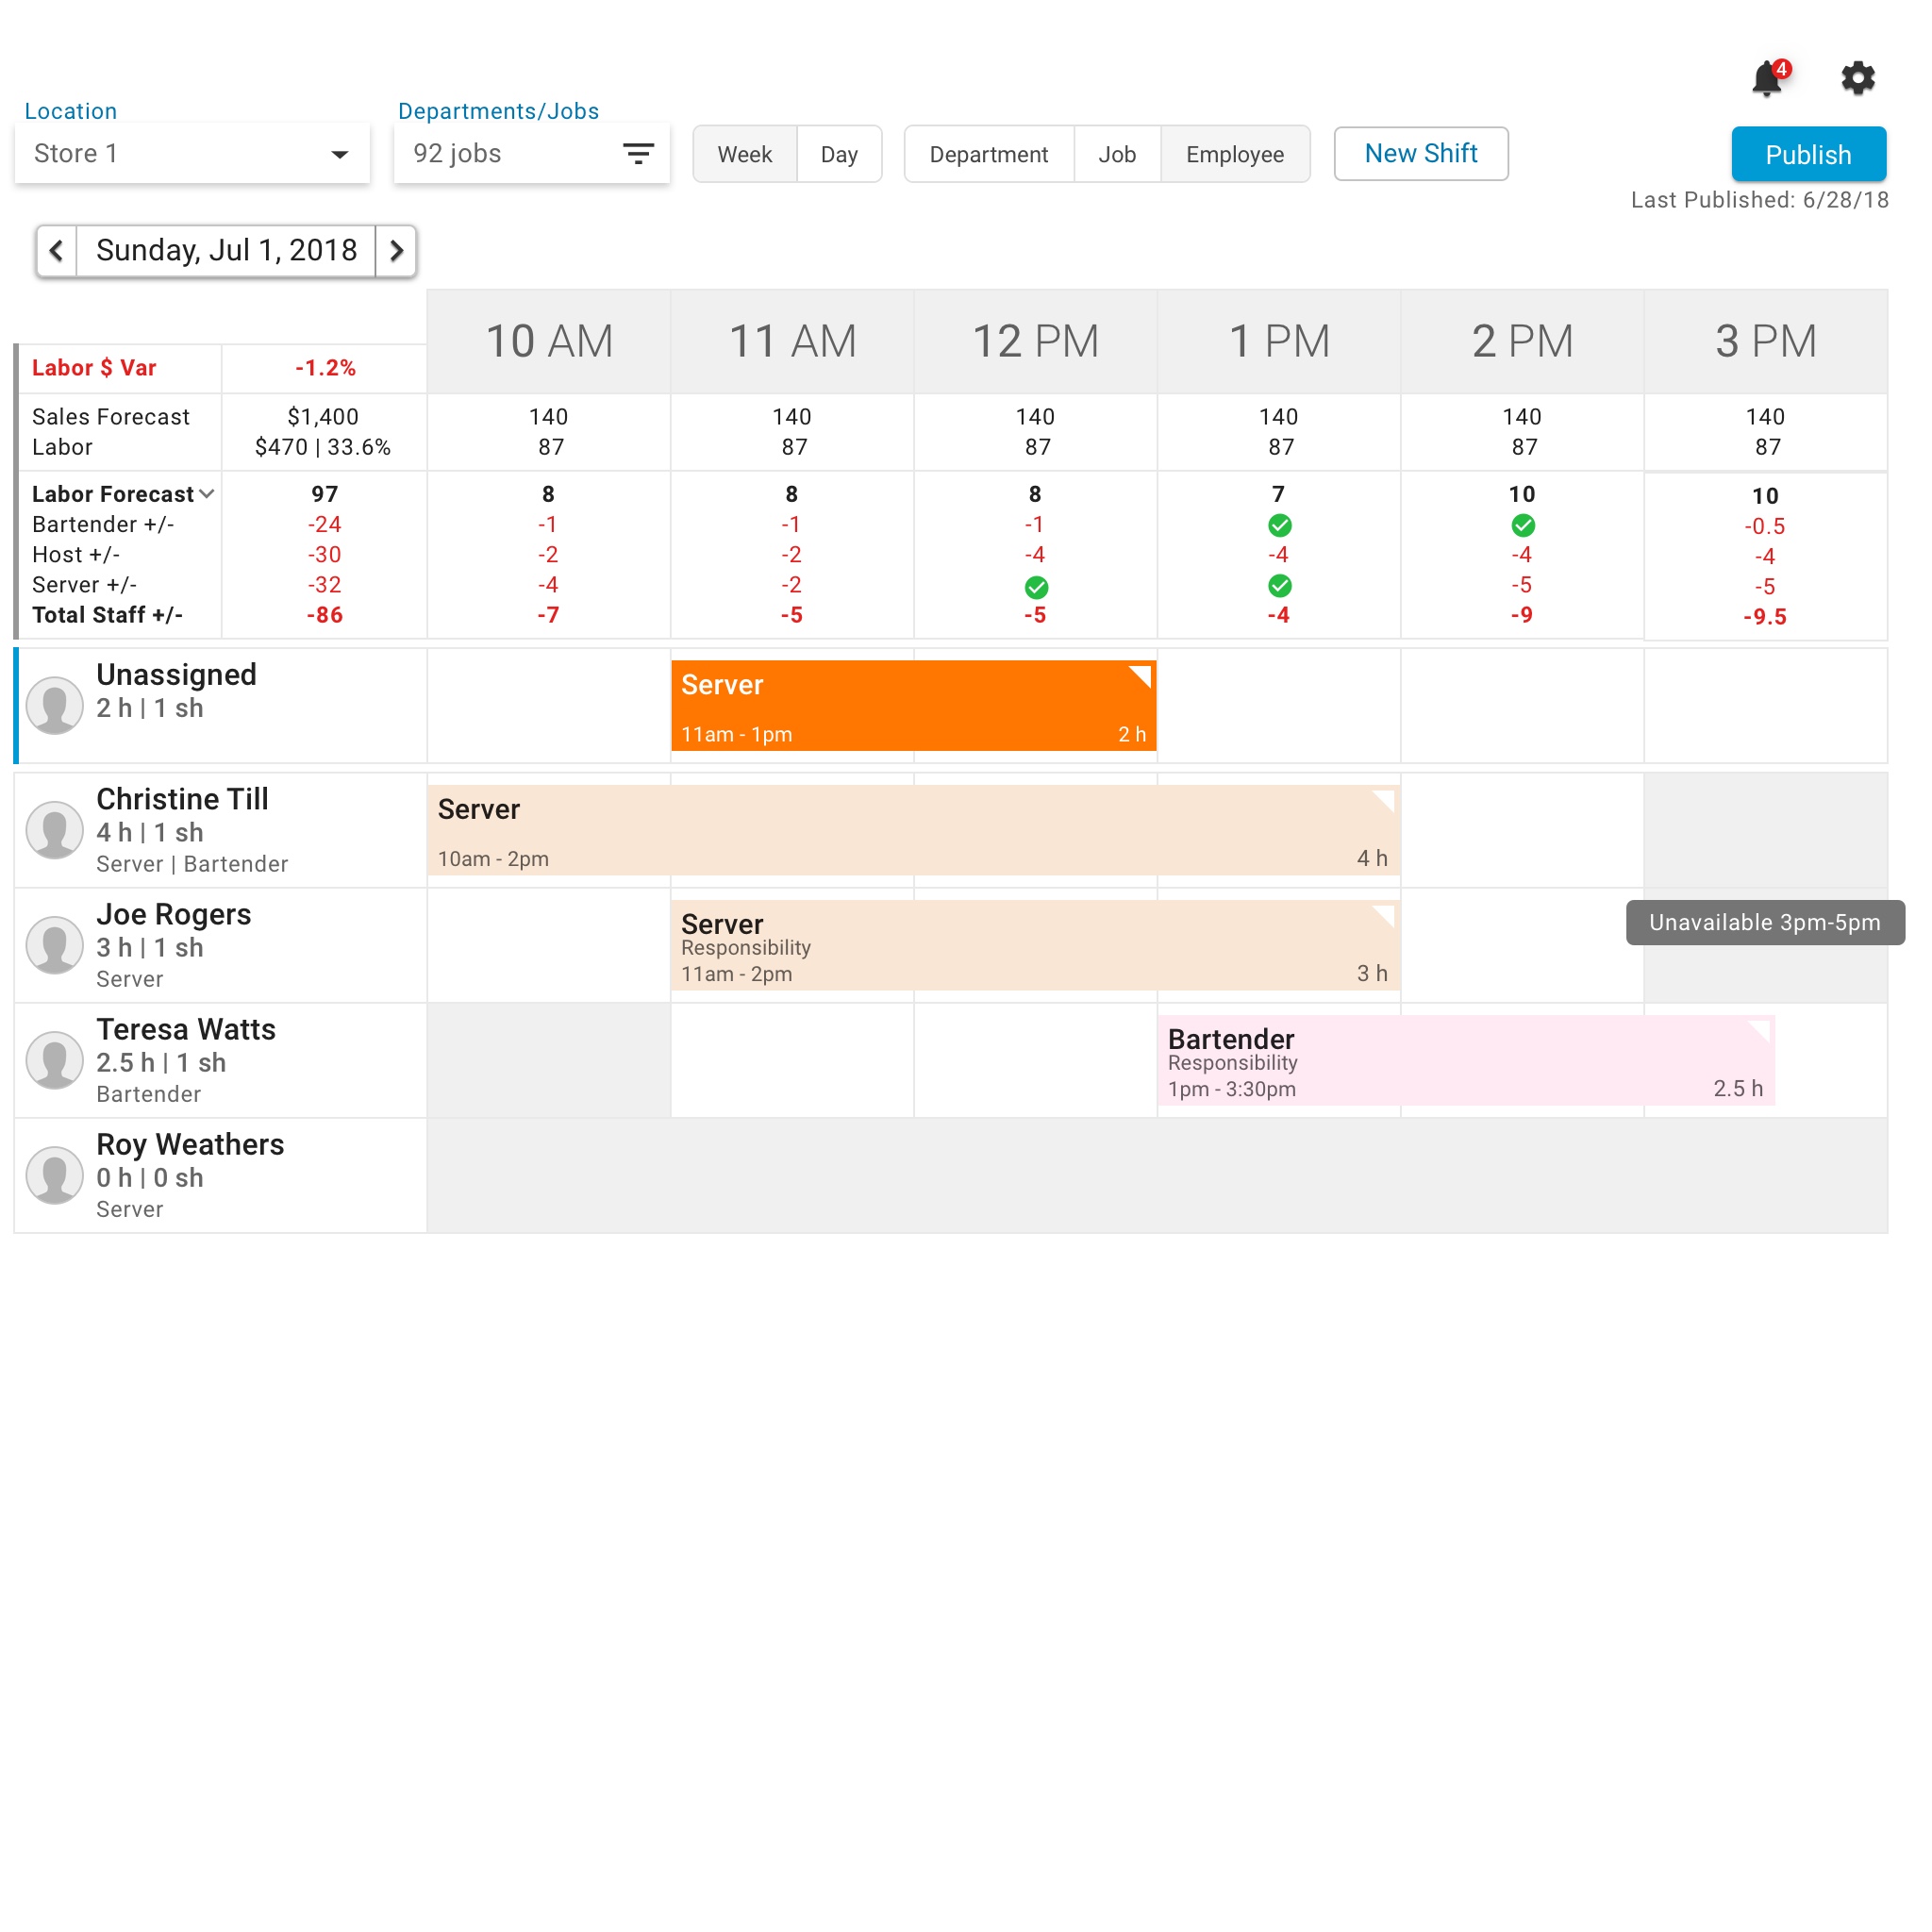 4
Location
Departments/Jobs
Store 1
92 jobs
Week
Day
Department
Job
Employee
New Shift
Publish
Last Published: 6/28/18
Sunday, Jul 1, 2018
10 AM
11 AM
12 PM
1 PM
2 PM
3 PM
Labor $ Var
-1.2%
Sales Forecast
$1,400
140
140
140
140
140
140
Labor
$470 | 33.6%
87
87
87
87
87
87
Labor Forecast
97
8
8
8
7
10
10
Bartender +/-
-24
-1
-1
-1
-0.5
Host +/-
-30
-2
-2
-4
-4
-4
-4
Server +/-
-32
-4
-2
-5
-5
Total Staff +/-
-86
-7
-5
-5
-4
-9
-9.5
Unassigned
2 h | 1 sh
Server
11am - 1pm
2 h
Christine Till
4 h | 1 sh
Server | Bartender
Server
10am - 2pm
4 h
Joe Rogers
3 h | 1 sh
Server
Server
Responsibility
11am - 2pm
3 h
Unavailable 3pm-5pm
Teresa Watts
2.5 h | 1 sh
Bartender
Bartender
Responsibility
1pm - 3:30pm
2.5 h
Roy Weathers
0 h | 0 sh
Server